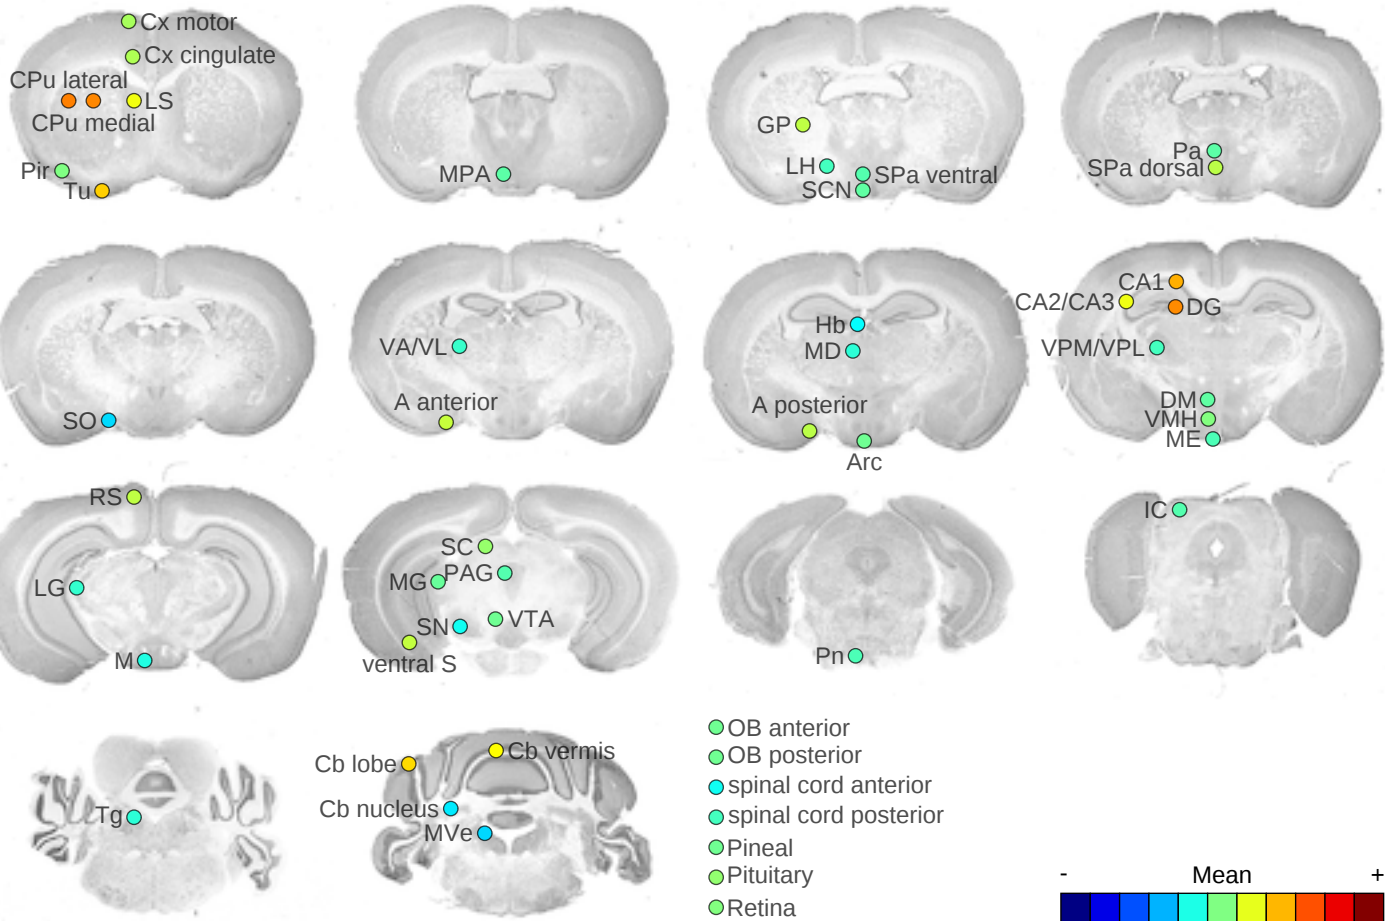 Cx motor
Cx cingulate
CPu lateral
LS
CPu medial
Pir
Tu
MPA
GP
LH
SPa ventral
SCN
Pa
SPa dorsal
SO
VA/VL
A anterior
Hb
MD
A posterior
Arc
CA1
CA2/CA3
DG
VPM/VPL
DM
VMH
ME
RS
LG
M
SC
MG
PAG
SN
VTA
ventral S
Pn
IC
Tg
Cb lobe
Cb vermis
Cb nucleus
MVe
OB anterior
OB posterior
spinal cord anterior
spinal cord posterior
Pineal
Pituitary
Retina
- Mean +